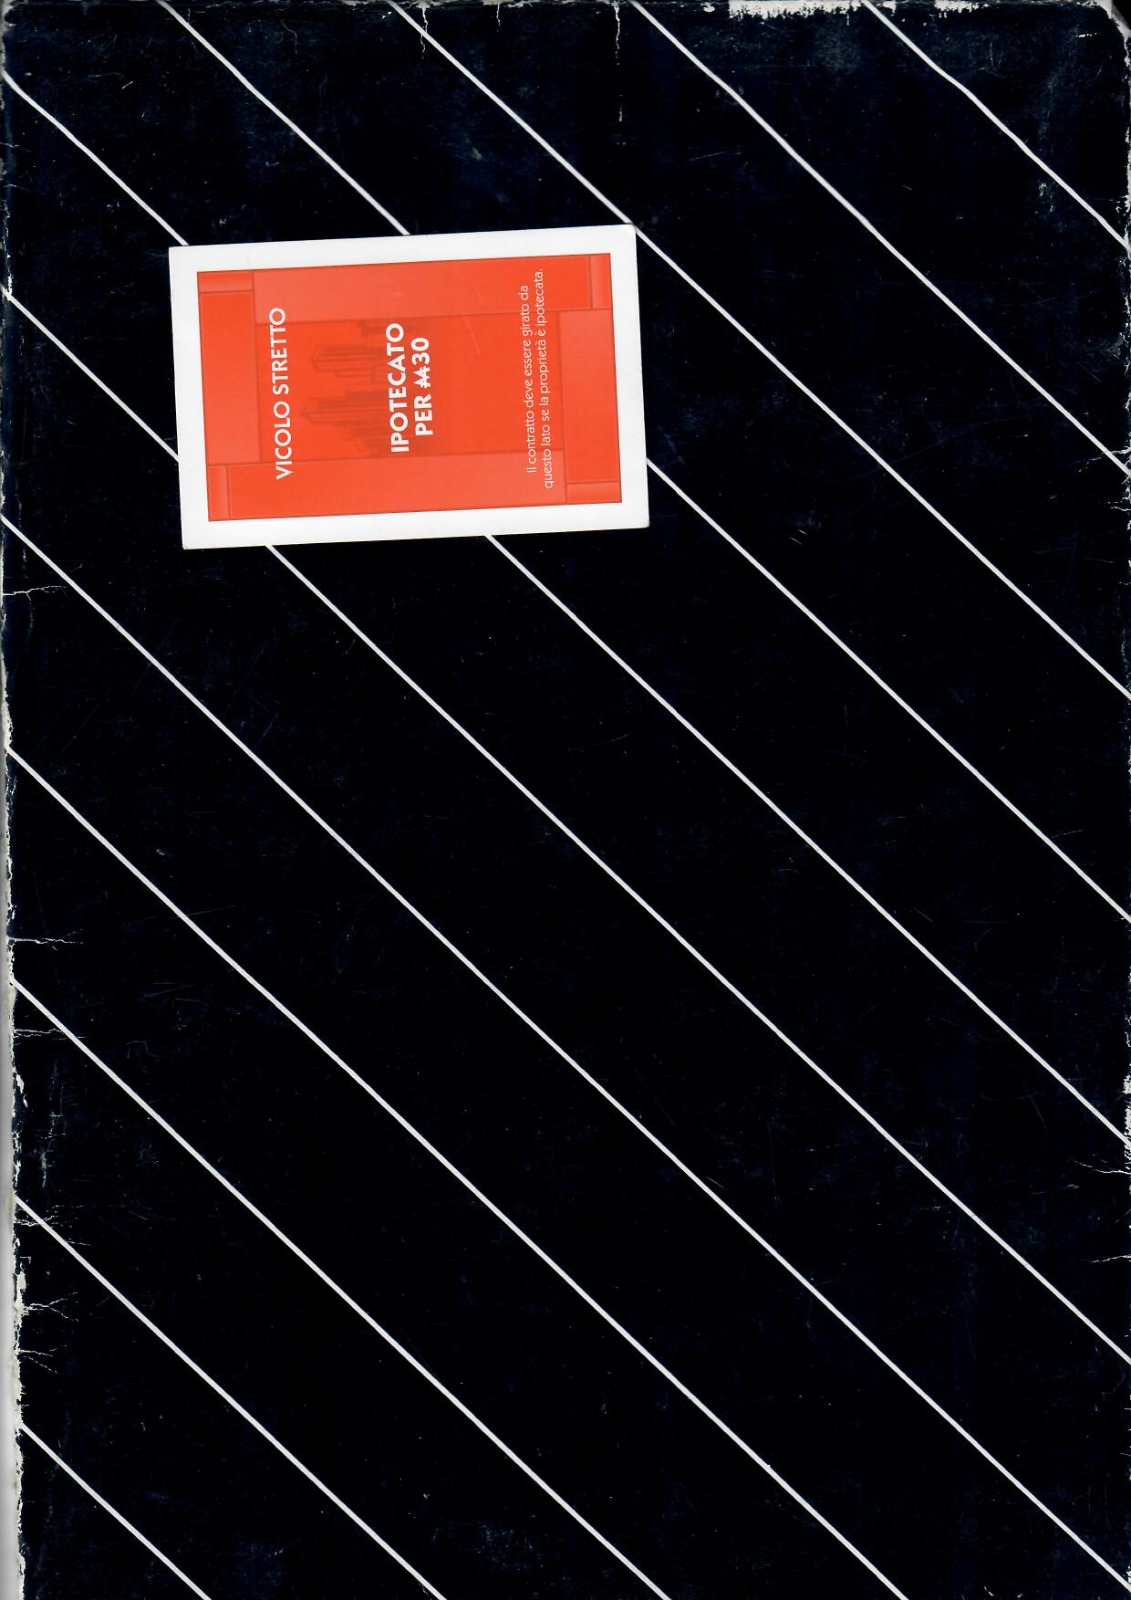 VICOLO STRETTO
IPOTECATO
PER ₩30
Il contratto deve essere girato da
questo lato se la proprietà è ipotecata.